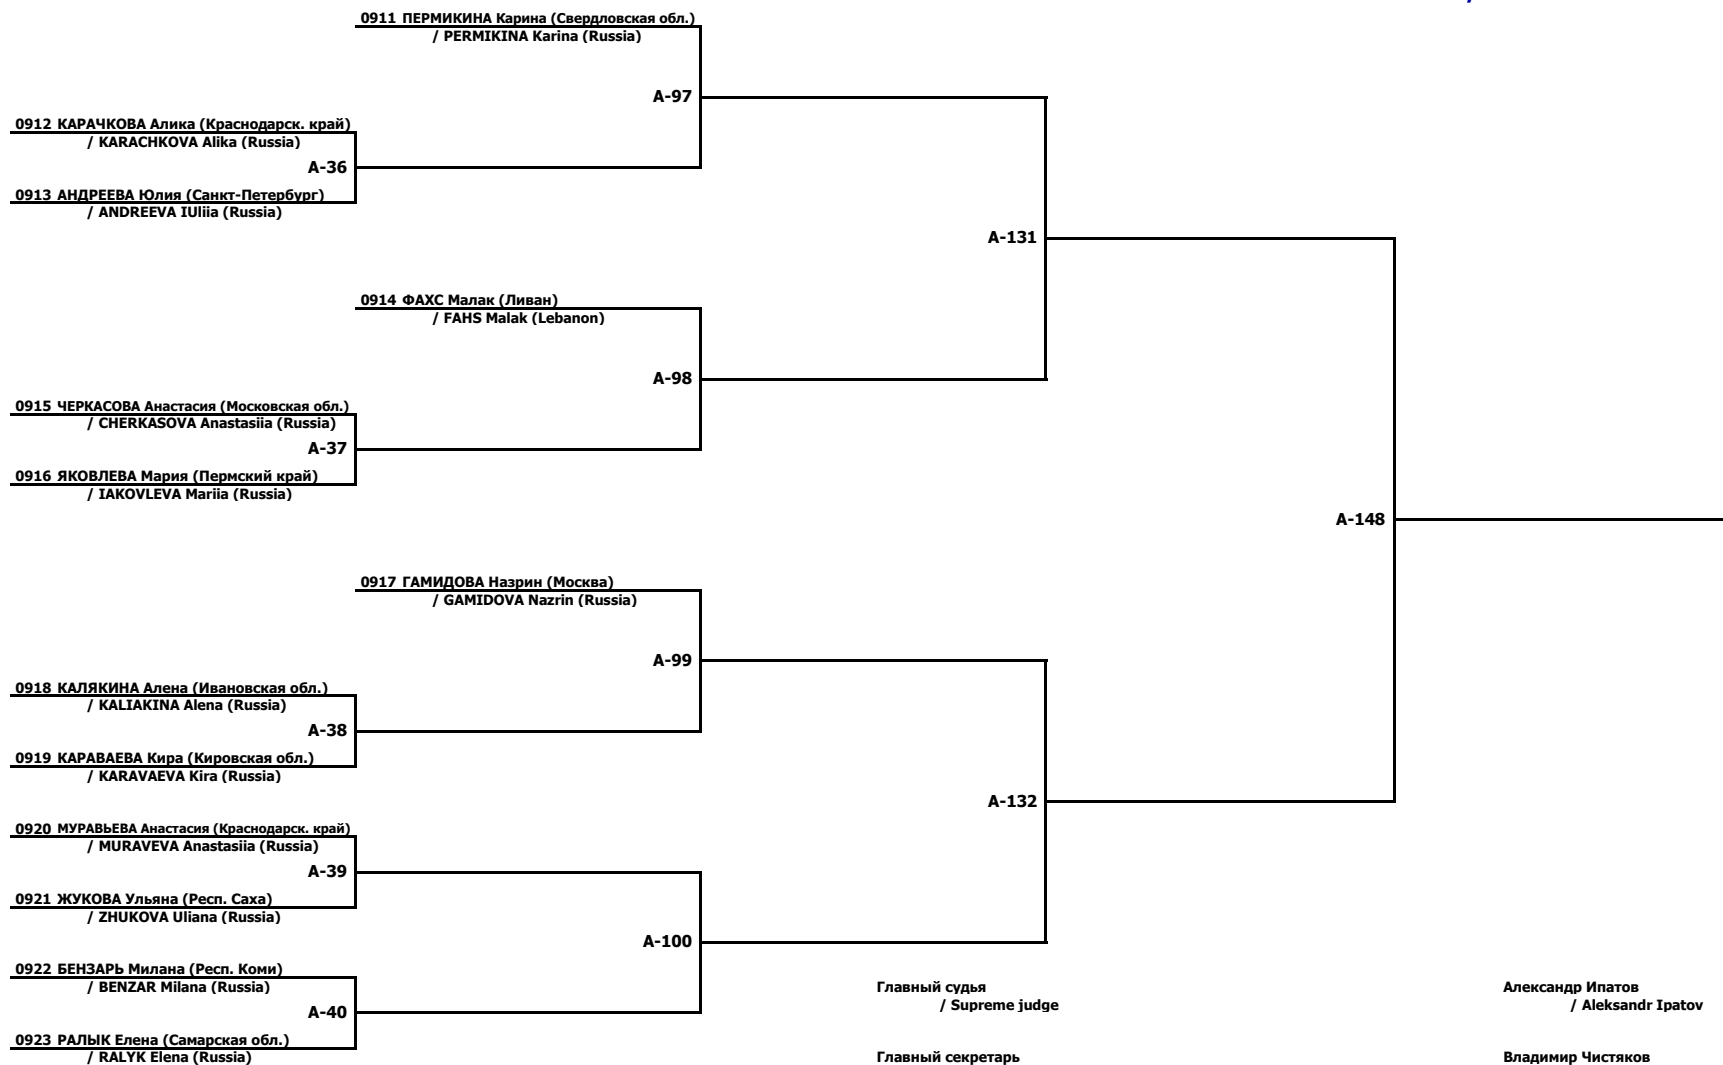 0911 ПЕРМИКИНА Карина (Свердловская обл.)
/ PERMIKINA Karina (Russia)
А-97
0912 КАРАЧКОВА Алика (Краснодарск. край)
/ KARACHKOVA Alika (Russia)
А-36
0913 АНДРЕЕВА Юлия (Санкт-Петербург)
/ ANDREEVA IUliia (Russia)
А-131
0914 ФАХС Малак (Ливан)
/ FAHS Malak (Lebanon)
А-98
0915 ЧЕРКАСОВА Анастасия (Московская обл.)
/ CHERKASOVA Anastasiia (Russia)
А-37
0916 ЯКОВЛЕВА Мария (Пермский край)
/ IAKOVLEVA Mariia (Russia)
А-148
0917 ГАМИДОВА Назрин (Москва)
/ GAMIDOVA Nazrin (Russia)
А-99
0918 КАЛЯКИНА Алена (Ивановская обл.)
/ KALIAKINA Alena (Russia)
А-38
0919 КАРАВАЕВА Кира (Кировская обл.)
/ KARAVAEVA Kira (Russia)
А-132
0920 МУРАВЬЕВА Анастасия (Краснодарск. край)
/ MURAVEVA Anastasiia (Russia)
А-39
0921 ЖУКОВА Ульяна (Респ. Саха)
/ ZHUKOVA Uliana (Russia)
А-100
0922 БЕНЗАРЬ Милана (Респ. Коми)
/ BENZAR Milana (Russia)
А-40
0923 РАЛЫК Елена (Самарская обл.)
/ RALYK Elena (Russia)
Главный судья
/ Supreme judge
Александр Ипатов
/ Aleksandr Ipatov
Главный секретарь
Владимир Чистяков